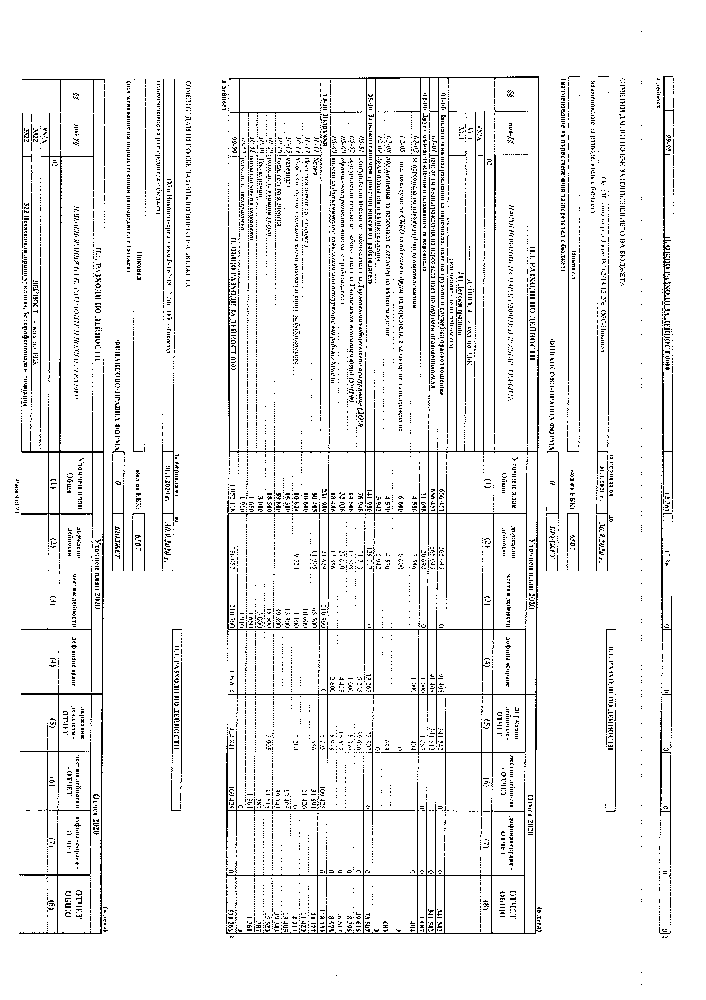 99-99 II. ОБЩО РАЗХОДИ ЗА ДЕЙНОСТ 0000 12 361 12 361 0 0 0 0 0 0 2
а дейност
ОТЧЕТНИ ДАННИ ПО ЕБК ЗА ИЗПЪЛНЕНИЕТО НА БЮДЖЕТА
за периода от до
Общ Никопол-прил 3 към Р-162/18 12 20г. ОбС-Никопол 01.1.2020 г. 30.9.2020 г. II.1. РАЗХОДИ ПО ДЕЙНОСТИ
(наименование на разпоредителя с бюджет)
Никопол код по ЕБК: 6507
(наименование на първостепенния разпоредител с бюджет)
ФИНАНСОВО-ПРАВНА ФОРМА 0 БЮДЖЕТ (в лева)
II.1. РАЗХОДИ ПО ДЕЙНОСТИ Уточнен план 2020 Отчет 2020
§§ под-§§ НАИМЕНОВАНИЯ НА ПАРАГРАФИТЕ И ПОДПАРАГРАФИТЕ Уточнен план Общо държавни дейности местни дейности дофинансиране държавни дейности - ОТЧЕТ местни дейности - ОТЧЕТ дофинансиране - ОТЧЕТ ОТЧЕТ ОБЩО
02. (1) (2) (3) (4) (5) (6) (7) (8)
#N/A
3311 <------ ДЕЙНОСТ - код по ЕБК
3311 311 Детски градини
(наименование на дейността)
01-00 Заплати и възнаграждения за персонала, нает по трудови и служебни правоотношения 656 451 565 043 0 91 408 341 542 0 0 341 542
01-01 заплати и възнаграждения на персонала нает по трудови правоотношения 656 451 565 043 91 408 341 542 0 341 542
02-00 Други възнаграждения и плащания за персонала 21 698 20 698 0 1 000 1 087 0 0 1 087
02-02 за персонала по извънтрудови правоотношения 4 586 3 586 1 000 404 0 404
02-05 изплатени суми от СБКО за облекло и други на персонала, с характер на възнаграждение 6 600 6 600 0 0
02-08 обезщетения за персонала, с характер на възнаграждение 4 570 4 570 683 683
02-09 други плащания и възнаграждения 5 942 5 942 0 0
05-00 Задължителни осигурителни вноски от работодатели 141 980 128 717 0 13 263 73 507 0 0 73 507
05-51 осигурителни вноски от работодатели за Държавното обществено осигуряване (ДОО) 76 948 71 713 5 235 39 616 0 39 616
05-52 осигурителни вноски от работодатели за Учителския пенсионен фонд (УчПФ) 14 508 13 508 1 000 8 396 0 8 396
05-60 здравно-осигурителни вноски от работодатели 32 038 27 610 4 428 16 517 0 16 517
05-80 вноски за допълнително задължително осигуряване от работодатели 18 486 15 886 2 600 8 978 0 8 978
10-00 Издръжка 231 989 21 629 210 360 0 8 705 109 425 0 118 130
10-11 Храна 80 405 11 905 68 500 2 586 31 891 34 477
10-13 Постелен инвентар и облекло 10 600 10 600 11 420 11 420
10-14 Учебни и научно-изследователски разходи и книги за библиотеките 10 824 9 724 1 100 2 214 0 2 214
10-15 материали 15 300 15 300 13 405 13 405
10-16 вода, горива и енергия 89 800 89 800 39 343 39 343
10-20 разходи за външни услуги 18 500 18 500 3 905 11 618 15 523
10-30 Текущ ремонт 3 000 3 000 387 387
10-51 командировки в страната 1 650 1 650 1 361 1 361
10-62 разходи за застраховки 1 910 1 910 0 0
99-99 II. ОБЩО РАЗХОДИ ЗА ДЕЙНОСТ 0000 1 052 118 736 087 210 360 105 671 424 841 109 425 0 534 266 3
а дейност
ОТЧЕТНИ ДАННИ ПО ЕБК ЗА ИЗПЪЛНЕНИЕТО НА БЮДЖЕТА
за периода от до
Общ Никопол-прил 3 към Р-162/18 12 20г. ОбС-Никопол 01.1.2020 г. 30.9.2020 г. II.1. РАЗХОДИ ПО ДЕЙНОСТИ
(наименование на разпоредителя с бюджет)
Никопол код по ЕБК: 6507
(наименование на първостепенния разпоредител с бюджет)
ФИНАНСОВО-ПРАВНА ФОРМА 0 БЮДЖЕТ (в лева)
II.1. РАЗХОДИ ПО ДЕЙНОСТИ Уточнен план 2020 Отчет 2020
§§ под-§§ НАИМЕНОВАНИЯ НА ПАРАГРАФИТЕ И ПОДПАРАГРАФИТЕ Уточнен план Общо държавни дейности местни дейности дофинансиране държавни дейности - ОТЧЕТ местни дейности - ОТЧЕТ дофинансиране - ОТЧЕТ ОТЧЕТ ОБЩО
02. (1) (2) (3) (4) (5) (6) (7) (8)
#N/A
3322 <------ ДЕЙНОСТ - код по ЕБК
3322 322 Неспециализирани училища, без професионални гимназии
Page 9 of 28